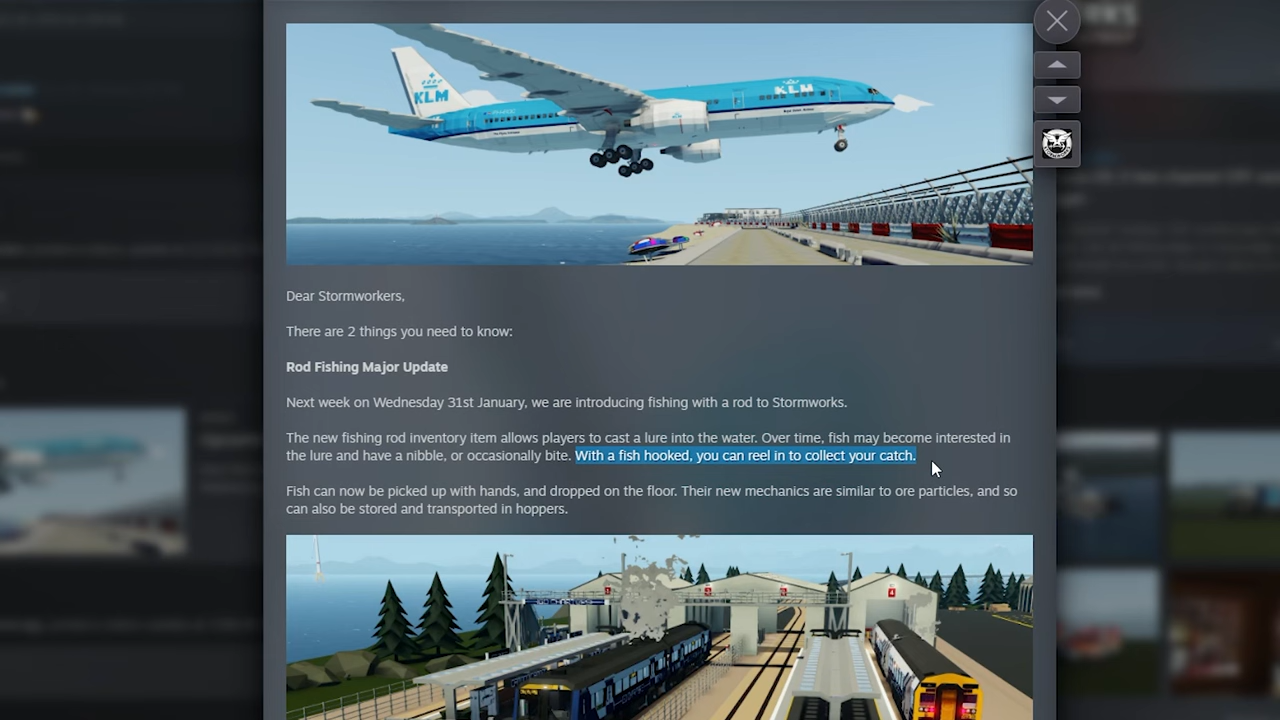 KLM
KLM
Dear Stormworkers,
There are 2 things you need to know:
Rod Fishing Major Update
Next week on Wednesday 31st January, we are introducing fishing with a rod to Stormworks.
The new fishing rod inventory item allows players to cast a lure into the water. Over time, fish may become interested in
the lure and have a nibble, or occasionally bite. With a fish hooked, you can reel in to collect your catch.
Fish can now be picked up with hands, and dropped on the floor. Their new mechanics are similar to ore particles, and so
can also be stored and transported in hoppers.
4